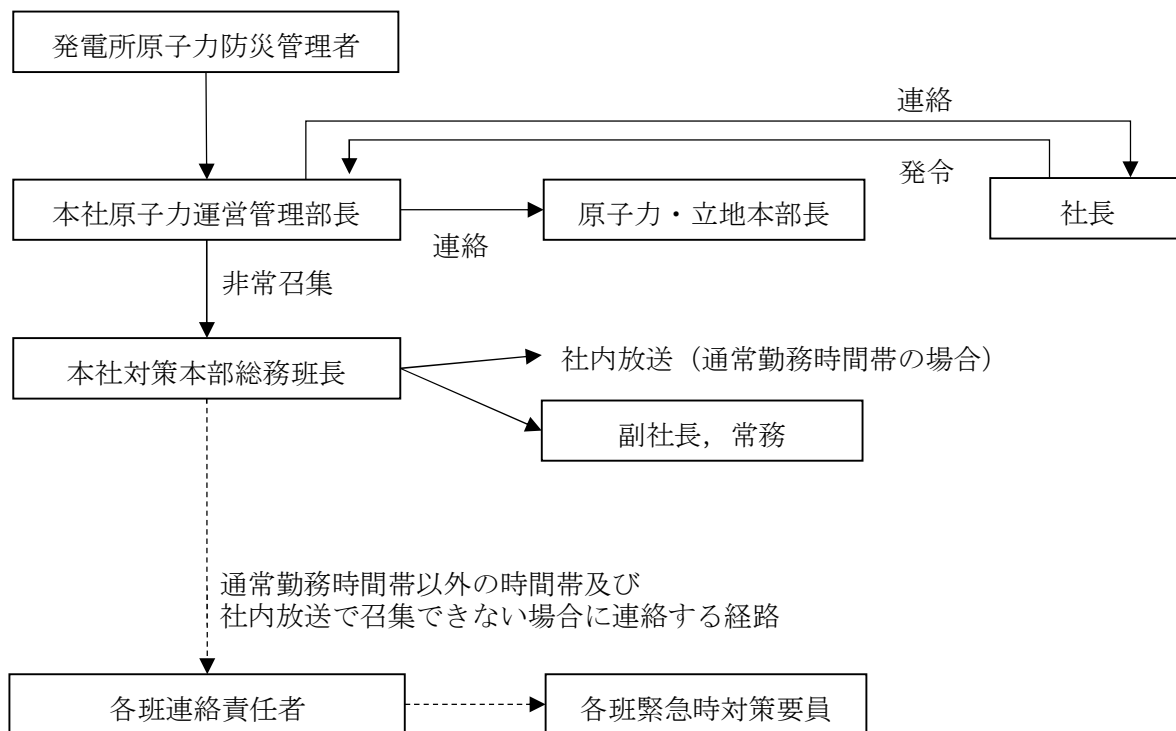 発電所原子力防災管理者
連絡
発令
本社原子力運営管理部長
原子力・立地本部長
社長
連絡
非常召集
本社対策本部総務班長
社内放送（通常勤務時間帯の場合）
副社長，常務
通常勤務時間帯以外の時間帯及び
社内放送で召集できない場合に連絡する経路
各班連絡責任者
各班緊急時対策要員